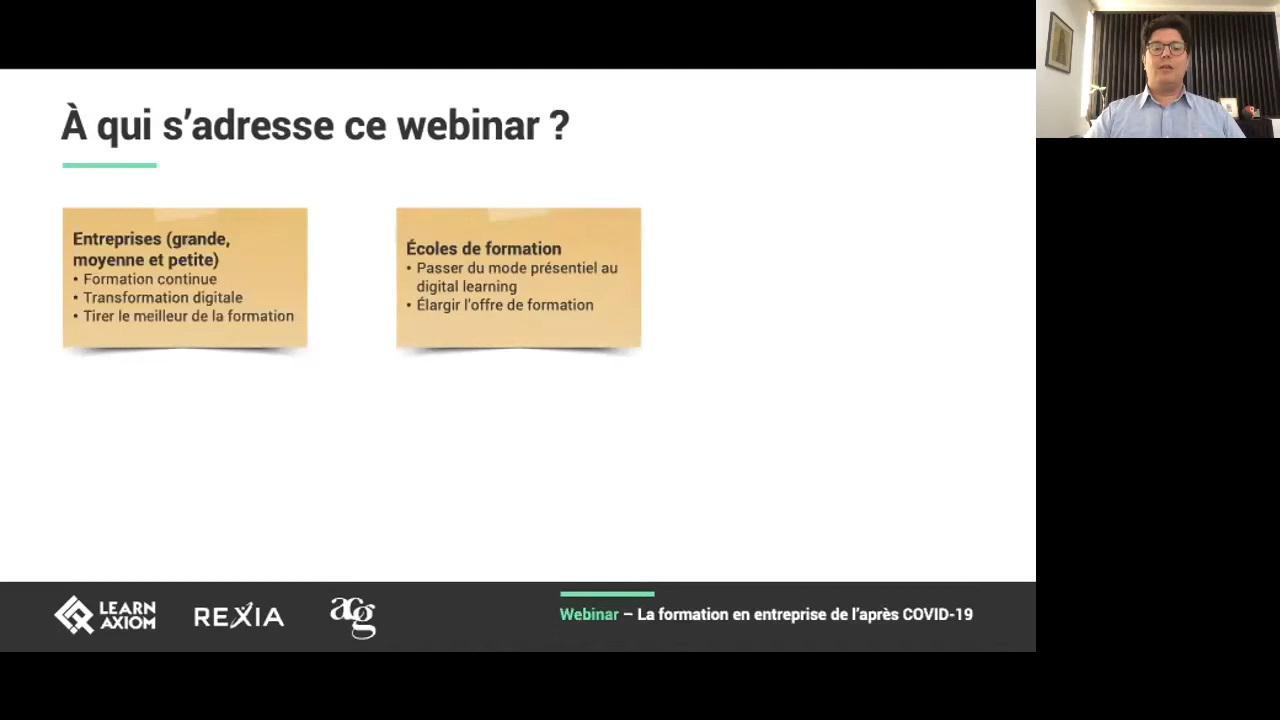 À qui s’adresse ce webinar ?
Entreprises (grande,
moyenne et petite)
• Formation continue
• Transformation digitale
• Tirer le meilleur de la formation
Écoles de formation
• Passer du mode présentiel au
digital learning
• Élargir l’offre de formation
LEARN
AXIOM
REXIA
acg
Webinar – La formation en entreprise de l’après COVID-19